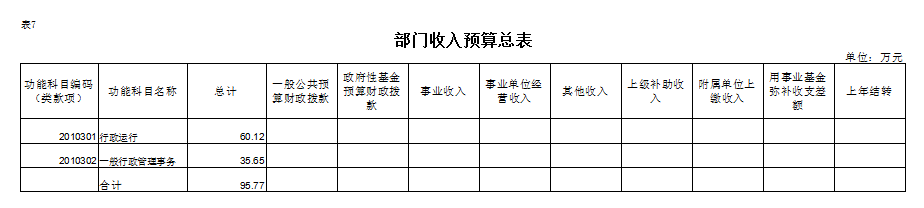 表7
部门收入预算总表
单位：万元
功能科目编码（类款项） 功能科目名称 总计 一般公共预算财政拨款 政府性基金预算财政拨款 事业收入 事业单位经营收入 其他收入 上级补助收入 附属单位上缴收入 用事业基金弥补收支差额 上年结转
2010301 行政运行 60.12
2010302 一般行政管理事务 35.65
合计 95.77